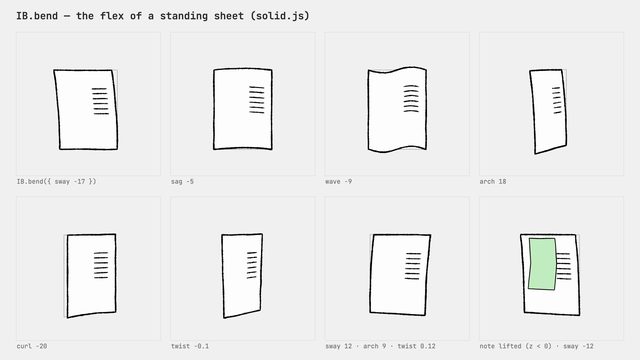 IB.bend — the flex of a standing sheet (solid.js)
IB.bend({ sway -17 })
sag -5
wave -9
arch 18
curl -20
twist -0.1
sway 12 · arch 9 · twist 0.12
note lifted (z < 0) · sway -12